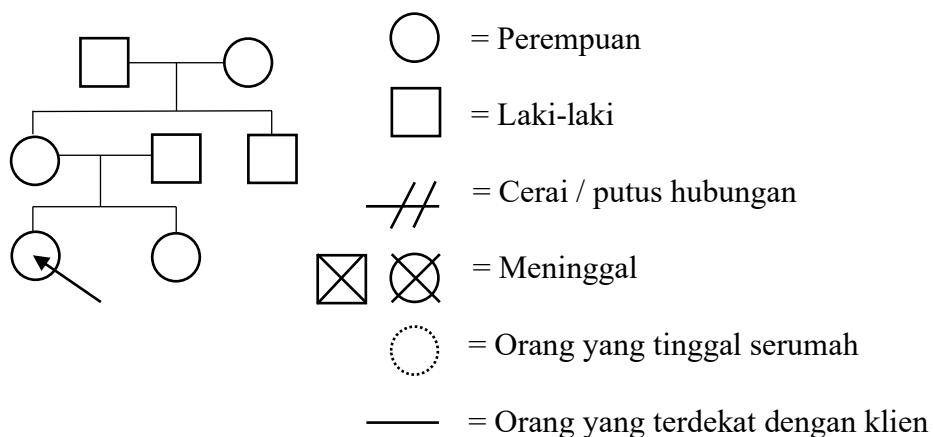 = Perempuan
= Laki-laki
= Cerai / putus hubungan
= Meninggal
= Orang yang tinggal serumah
= Orang yang terdekat dengan klien